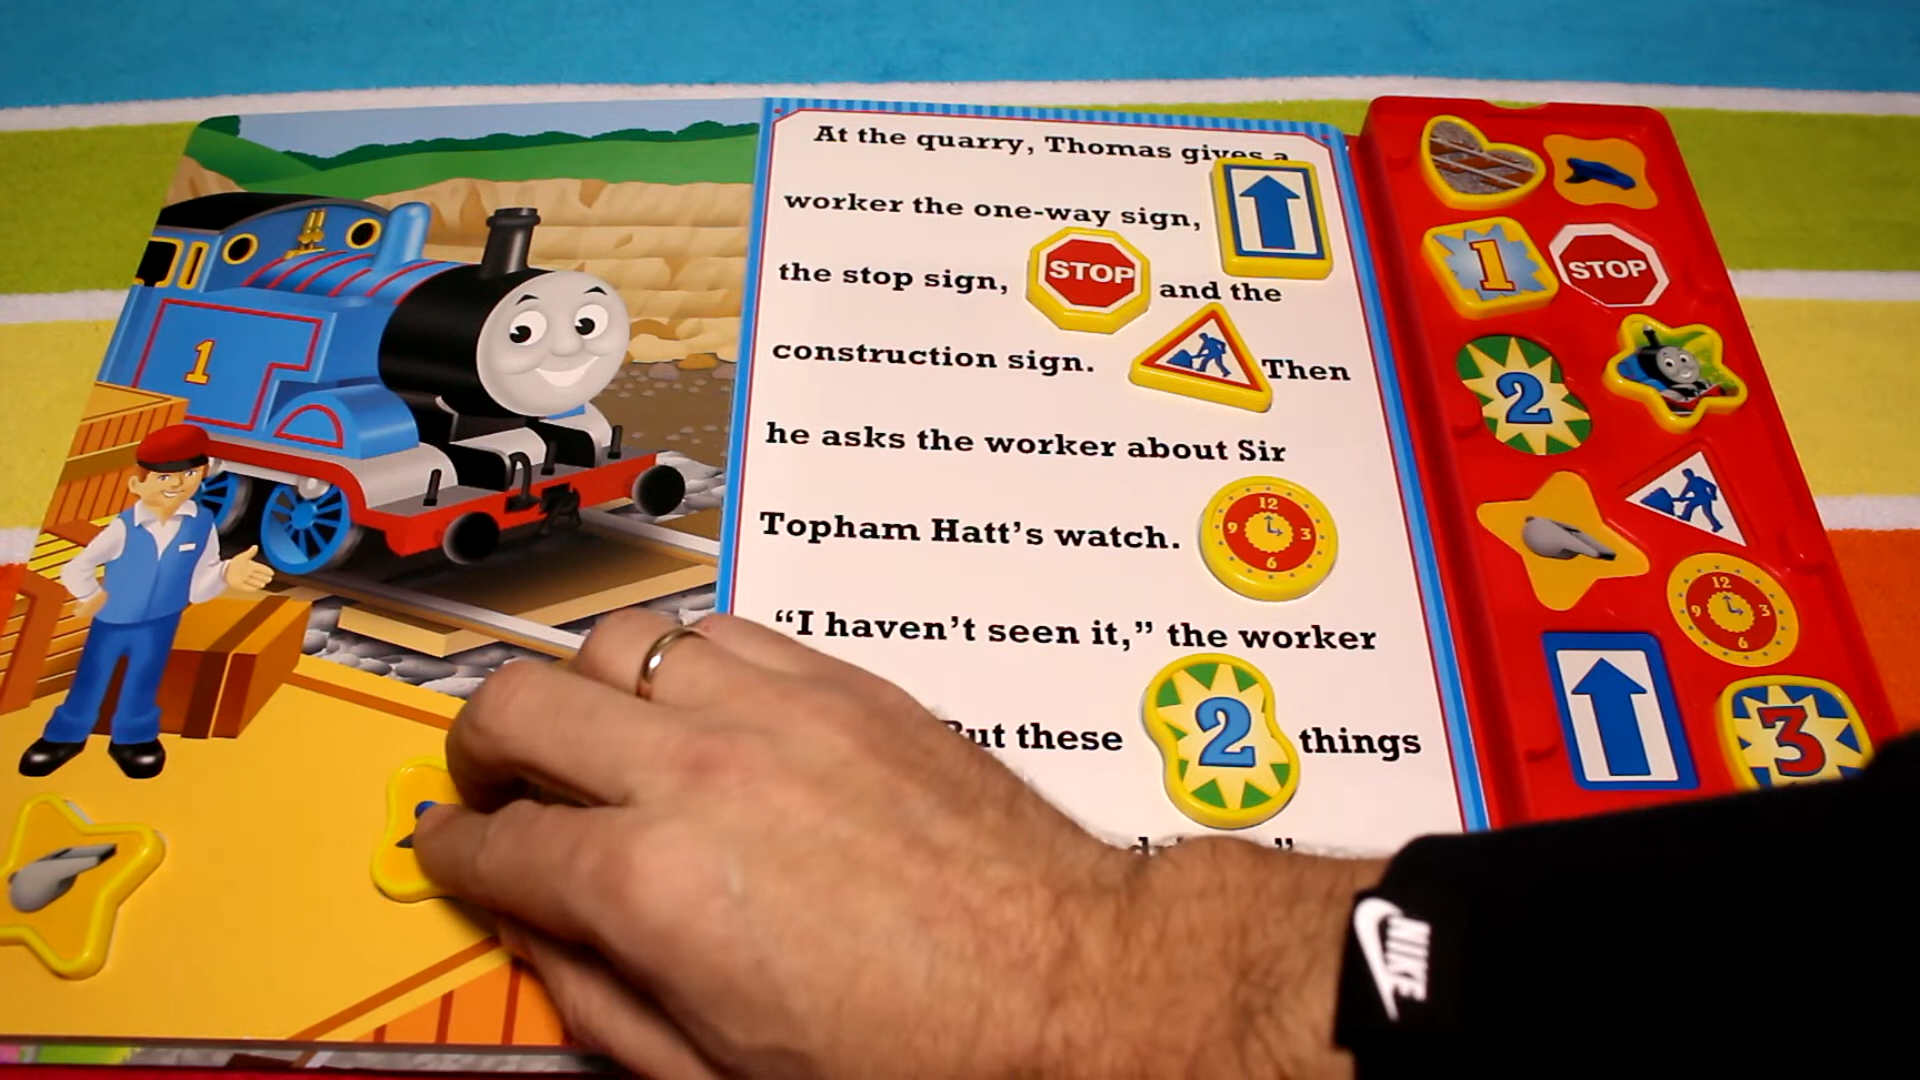 At the quarry, Thomas gives a
worker the one-way sign,
the stop sign, STOP and the
construction sign. Then
he asks the worker about Sir
Topham Hatt's watch. 12 3 6 9
"I haven't seen it," the worker
But these 2 things
"
1
1
STOP
2
12
9 3
6
3
NIKE